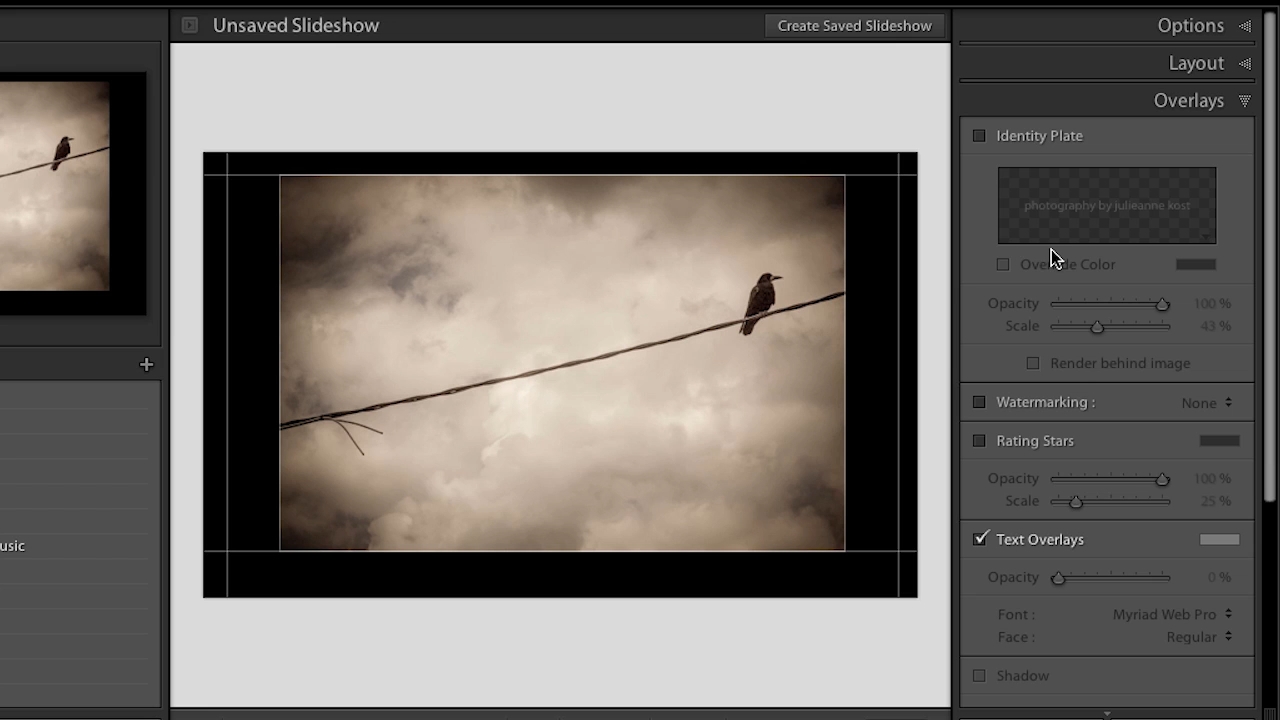 Unsaved Slideshow
Create Saved Slideshow
Options
Layout
Overlays
Identity Plate
photography by julieanne kost
Color
Opacity 100 %
Scale 43 %
Render behind image
Watermarking : None
Rating Stars
Opacity 100 %
Scale 25 %
Text Overlays
Opacity 0 %
Font : Myriad Web Pro
Face : Regular
Shadow
usic